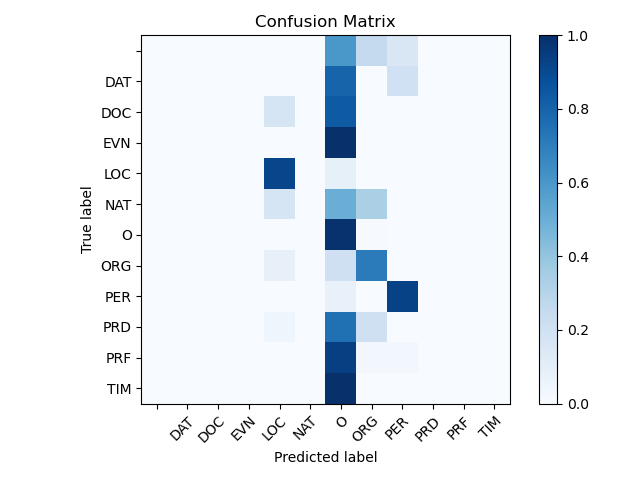 Confusion Matrix
1.0
DAT
DOC
0.8
EVN
LOC
0.6
NAT
True label
O
0.4
ORG
PER
0.2
PRD
PRF
TIM
0.0
DAT
DOC
EVN
LOC
NAT
O
ORG
PER
PRD
PRF
TIM
Predicted label